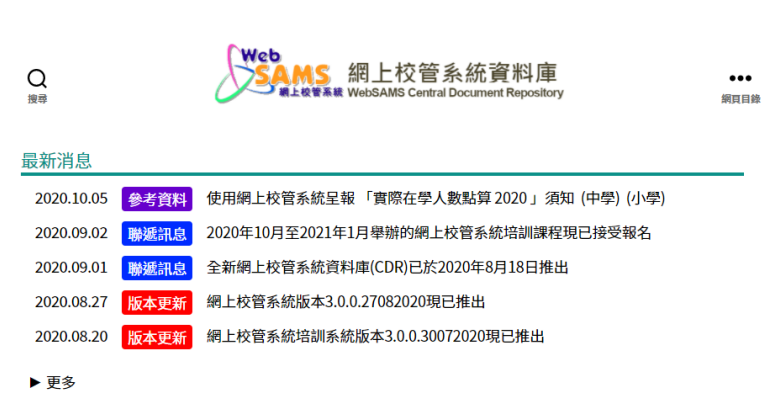 Web
SAMS
網上校管系統
網上校管系統資料庫
WebSAMS Central Document Repository
搜尋
網頁目錄
最新消息
2020.10.05 參考資料 使用網上校管系統呈報 「實際在學人數點算 2020 」須知 (中學) (小學)
2020.09.02 聯遞訊息 2020年10月至2021年1月舉辦的網上校管系統培訓課程現已接受報名
2020.09.01 聯遞訊息 全新網上校管系統資料庫(CDR)已於2020年8月18日推出
2020.08.27 版本更新 網上校管系統版本3.0.0.27082020現已推出
2020.08.20 版本更新 網上校管系統培訓系統版本3.0.0.30072020現已推出
▶ 更多